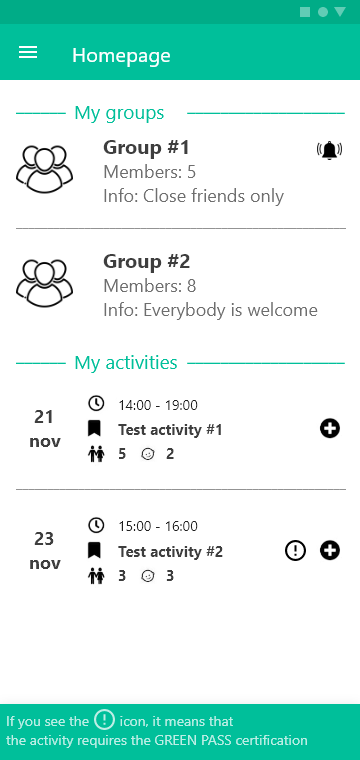 Homepage
My groups
Group #1
Members: 5
Info: Close friends only
Group #2
Members: 8
Info: Everybody is welcome
My activities
21
nov
14:00 - 19:00
Test activity #1
5 2
23
nov
15:00 - 16:00
Test activity #2
3 3
If you see the icon, it means that
the activity requires the GREEN PASS certification